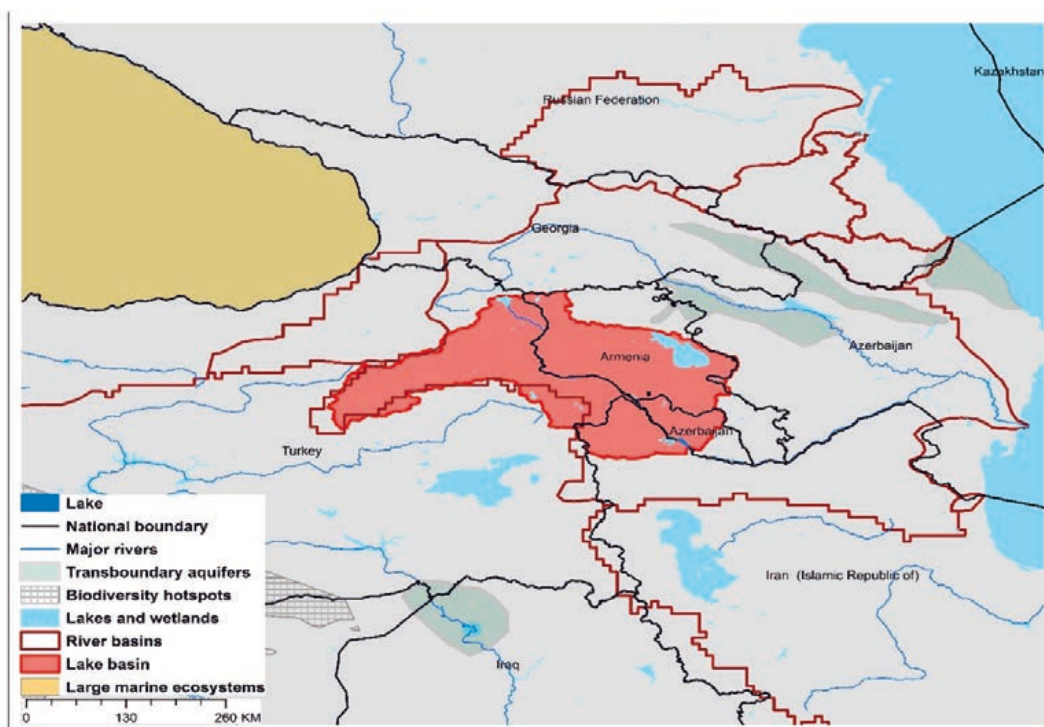 Kazakhstan
Russian Federation
Georgia
Azerbaijan
Armenia
Azerbaijan
Turkey
Iran (Islamic Republic of)
Iraq
Lake
National boundary
Major rivers
Transboundary aquifers
Biodiversity hotspots
Lakes and wetlands
River basins
Lake basin
Large marine ecosystems
0 130 260 KM